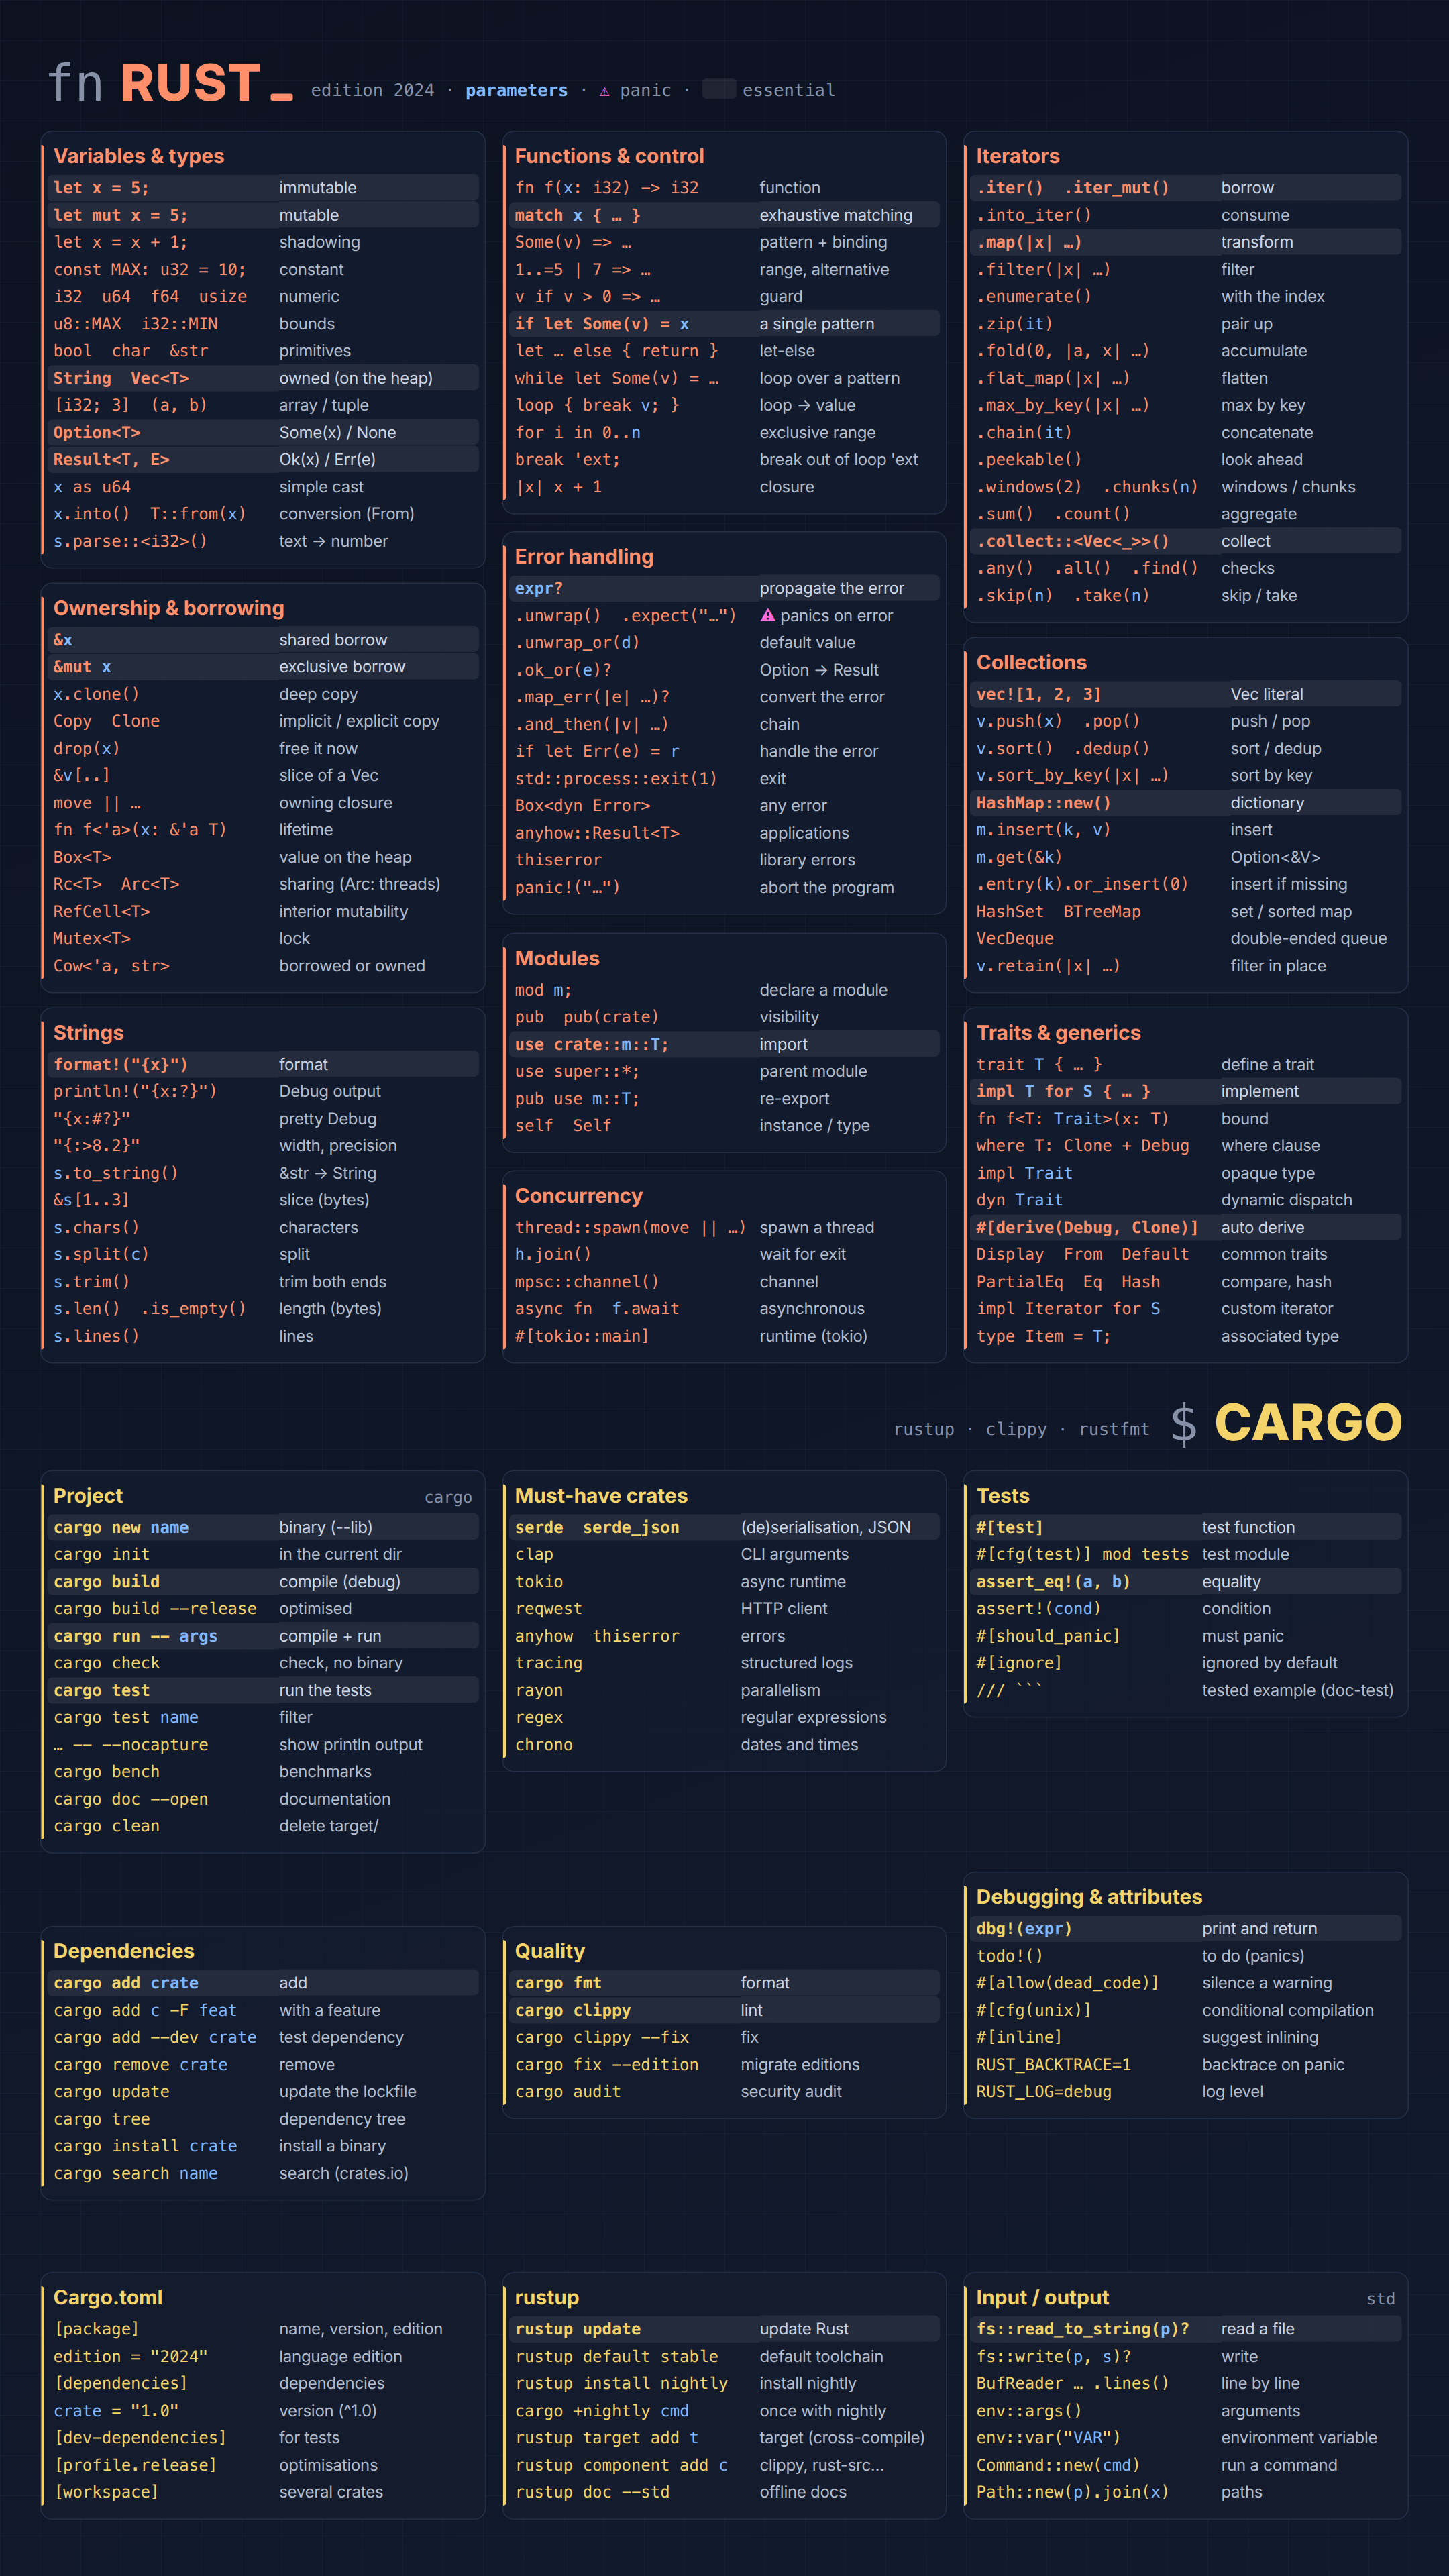 fn RUST_ edition 2024 · parameters · ⚠ panic · essential
Variables & types
let x = 5; immutable
let mut x = 5; mutable
let x = x + 1; shadowing
const MAX: u32 = 10; constant
i32 u64 f64 usize numeric
u8::MAX i32::MIN bounds
bool char &str primitives
String Vec<T> owned (on the heap)
[i32; 3] (a, b) array / tuple
Option<T> Some(x) / None
Result<T, E> Ok(x) / Err(e)
x as u64 simple cast
x.into() T::from(x) conversion (From)
s.parse::<i32>() text → number
Ownership & borrowing
&x shared borrow
&mut x exclusive borrow
x.clone() deep copy
Copy Clone implicit / explicit copy
drop(x) free it now
&v[..] slice of a Vec
move || … owning closure
fn f<'a>(x: &'a T) lifetime
Box<T> value on the heap
Rc<T> Arc<T> sharing (Arc: threads)
RefCell<T> interior mutability
Mutex<T> lock
Cow<'a, str> borrowed or owned
Strings
format!("{x}") format
println!("{x:?}") Debug output
"{x:#?}" pretty Debug
"{:>8.2}" width, precision
s.to_string() &str → String
&s[1..3] slice (bytes)
s.chars() characters
s.split(c) split
s.trim() trim both ends
s.len() .is_empty() length (bytes)
s.lines() lines
Functions & control
fn f(x: i32) -> i32 function
match x { … } exhaustive matching
Some(v) => … pattern + binding
1..=5 | 7 => … range, alternative
v if v > 0 => … guard
if let Some(v) = x a single pattern
let … else { return } let-else
while let Some(v) = … loop over a pattern
loop { break v; } loop → value
for i in 0..n exclusive range
break 'ext; break out of loop 'ext
|x| x + 1 closure
Error handling
expr? propagate the error
.unwrap() .expect("…") ⚠ panics on error
.unwrap_or(d) default value
.ok_or(e)? Option → Result
.map_err(|e| …)? convert the error
.and_then(|v| …) chain
if let Err(e) = r handle the error
std::process::exit(1) exit
Box<dyn Error> any error
anyhow::Result<T> applications
thiserror library errors
panic!("…") abort the program
Modules
mod m; declare a module
pub pub(crate) visibility
use crate::m::T; import
use super::*; parent module
pub use m::T; re-export
self Self instance / type
Concurrency
thread::spawn(move || …) spawn a thread
h.join() wait for exit
mpsc::channel() channel
async fn f.await asynchronous
#[tokio::main] runtime (tokio)
Iterators
.iter() .iter_mut() borrow
.into_iter() consume
.map(|x| …) transform
.filter(|x| …) filter
.enumerate() with the index
.zip(it) pair up
.fold(0, |a, x| …) accumulate
.flat_map(|x| …) flatten
.max_by_key(|x| …) max by key
.chain(it) concatenate
.peekable() look ahead
.windows(2) .chunks(n) windows / chunks
.sum() .count() aggregate
.collect::<Vec<_>>() collect
.any() .all() .find() checks
.skip(n) .take(n) skip / take
Collections
vec![1, 2, 3] Vec literal
v.push(x) .pop() push / pop
v.sort() .dedup() sort / dedup
v.sort_by_key(|x| …) sort by key
HashMap::new() dictionary
m.insert(k, v) insert
m.get(&k) Option<&V>
.entry(k).or_insert(0) insert if missing
HashSet BTreeMap set / sorted map
VecDeque double-ended queue
v.retain(|x| …) filter in place
Traits & generics
trait T { … } define a trait
impl T for S { … } implement
fn f<T: Trait>(x: T) bound
where T: Clone + Debug where clause
impl Trait opaque type
dyn Trait dynamic dispatch
#[derive(Debug, Clone)] auto derive
Display From Default common traits
PartialEq Eq Hash compare, hash
impl Iterator for S custom iterator
type Item = T; associated type
rustup · clippy · rustfmt $ CARGO
Project cargo
cargo new name binary (--lib)
cargo init in the current dir
cargo build compile (debug)
cargo build --release optimised
cargo run -- args compile + run
cargo check check, no binary
cargo test run the tests
cargo test name filter
… -- --nocapture show println output
cargo bench benchmarks
cargo doc --open documentation
cargo clean delete target/
Must-have crates
serde serde_json (de)serialisation, JSON
clap CLI arguments
tokio async runtime
reqwest HTTP client
anyhow thiserror errors
tracing structured logs
rayon parallelism
regex regular expressions
chrono dates and times
Tests
#[test] test function
#[cfg(test)] mod tests test module
assert_eq!(a, b) equality
assert!(cond) condition
#[should_panic] must panic
#[ignore] ignored by default
/// ``` tested example (doc-test)
Dependencies
cargo add crate add
cargo add c -F feat with a feature
cargo add --dev crate test dependency
cargo remove crate remove
cargo update update the lockfile
cargo tree dependency tree
cargo install crate install a binary
cargo search name search (crates.io)
Quality
cargo fmt format
cargo clippy lint
cargo clippy --fix fix
cargo fix --edition migrate editions
cargo audit security audit
Debugging & attributes
dbg!(expr) print and return
todo!() to do (panics)
#[allow(dead_code)] silence a warning
#[cfg(unix)] conditional compilation
#[inline] suggest inlining
RUST_BACKTRACE=1 backtrace on panic
RUST_LOG=debug log level
Cargo.toml
[package] name, version, edition
edition = "2024" language edition
[dependencies] dependencies
crate = "1.0" version (^1.0)
[dev-dependencies] for tests
[profile.release] optimisations
[workspace] several crates
rustup
rustup update update Rust
rustup default stable default toolchain
rustup install nightly install nightly
cargo +nightly cmd once with nightly
rustup target add t target (cross-compile)
rustup component add c clippy, rust-src…
rustup doc --std offline docs
Input / output std
fs::read_to_string(p)? read a file
fs::write(p, s)? write
BufReader … .lines() line by line
env::args() arguments
env::var("VAR") environment variable
Command::new(cmd) run a command
Path::new(p).join(x) paths